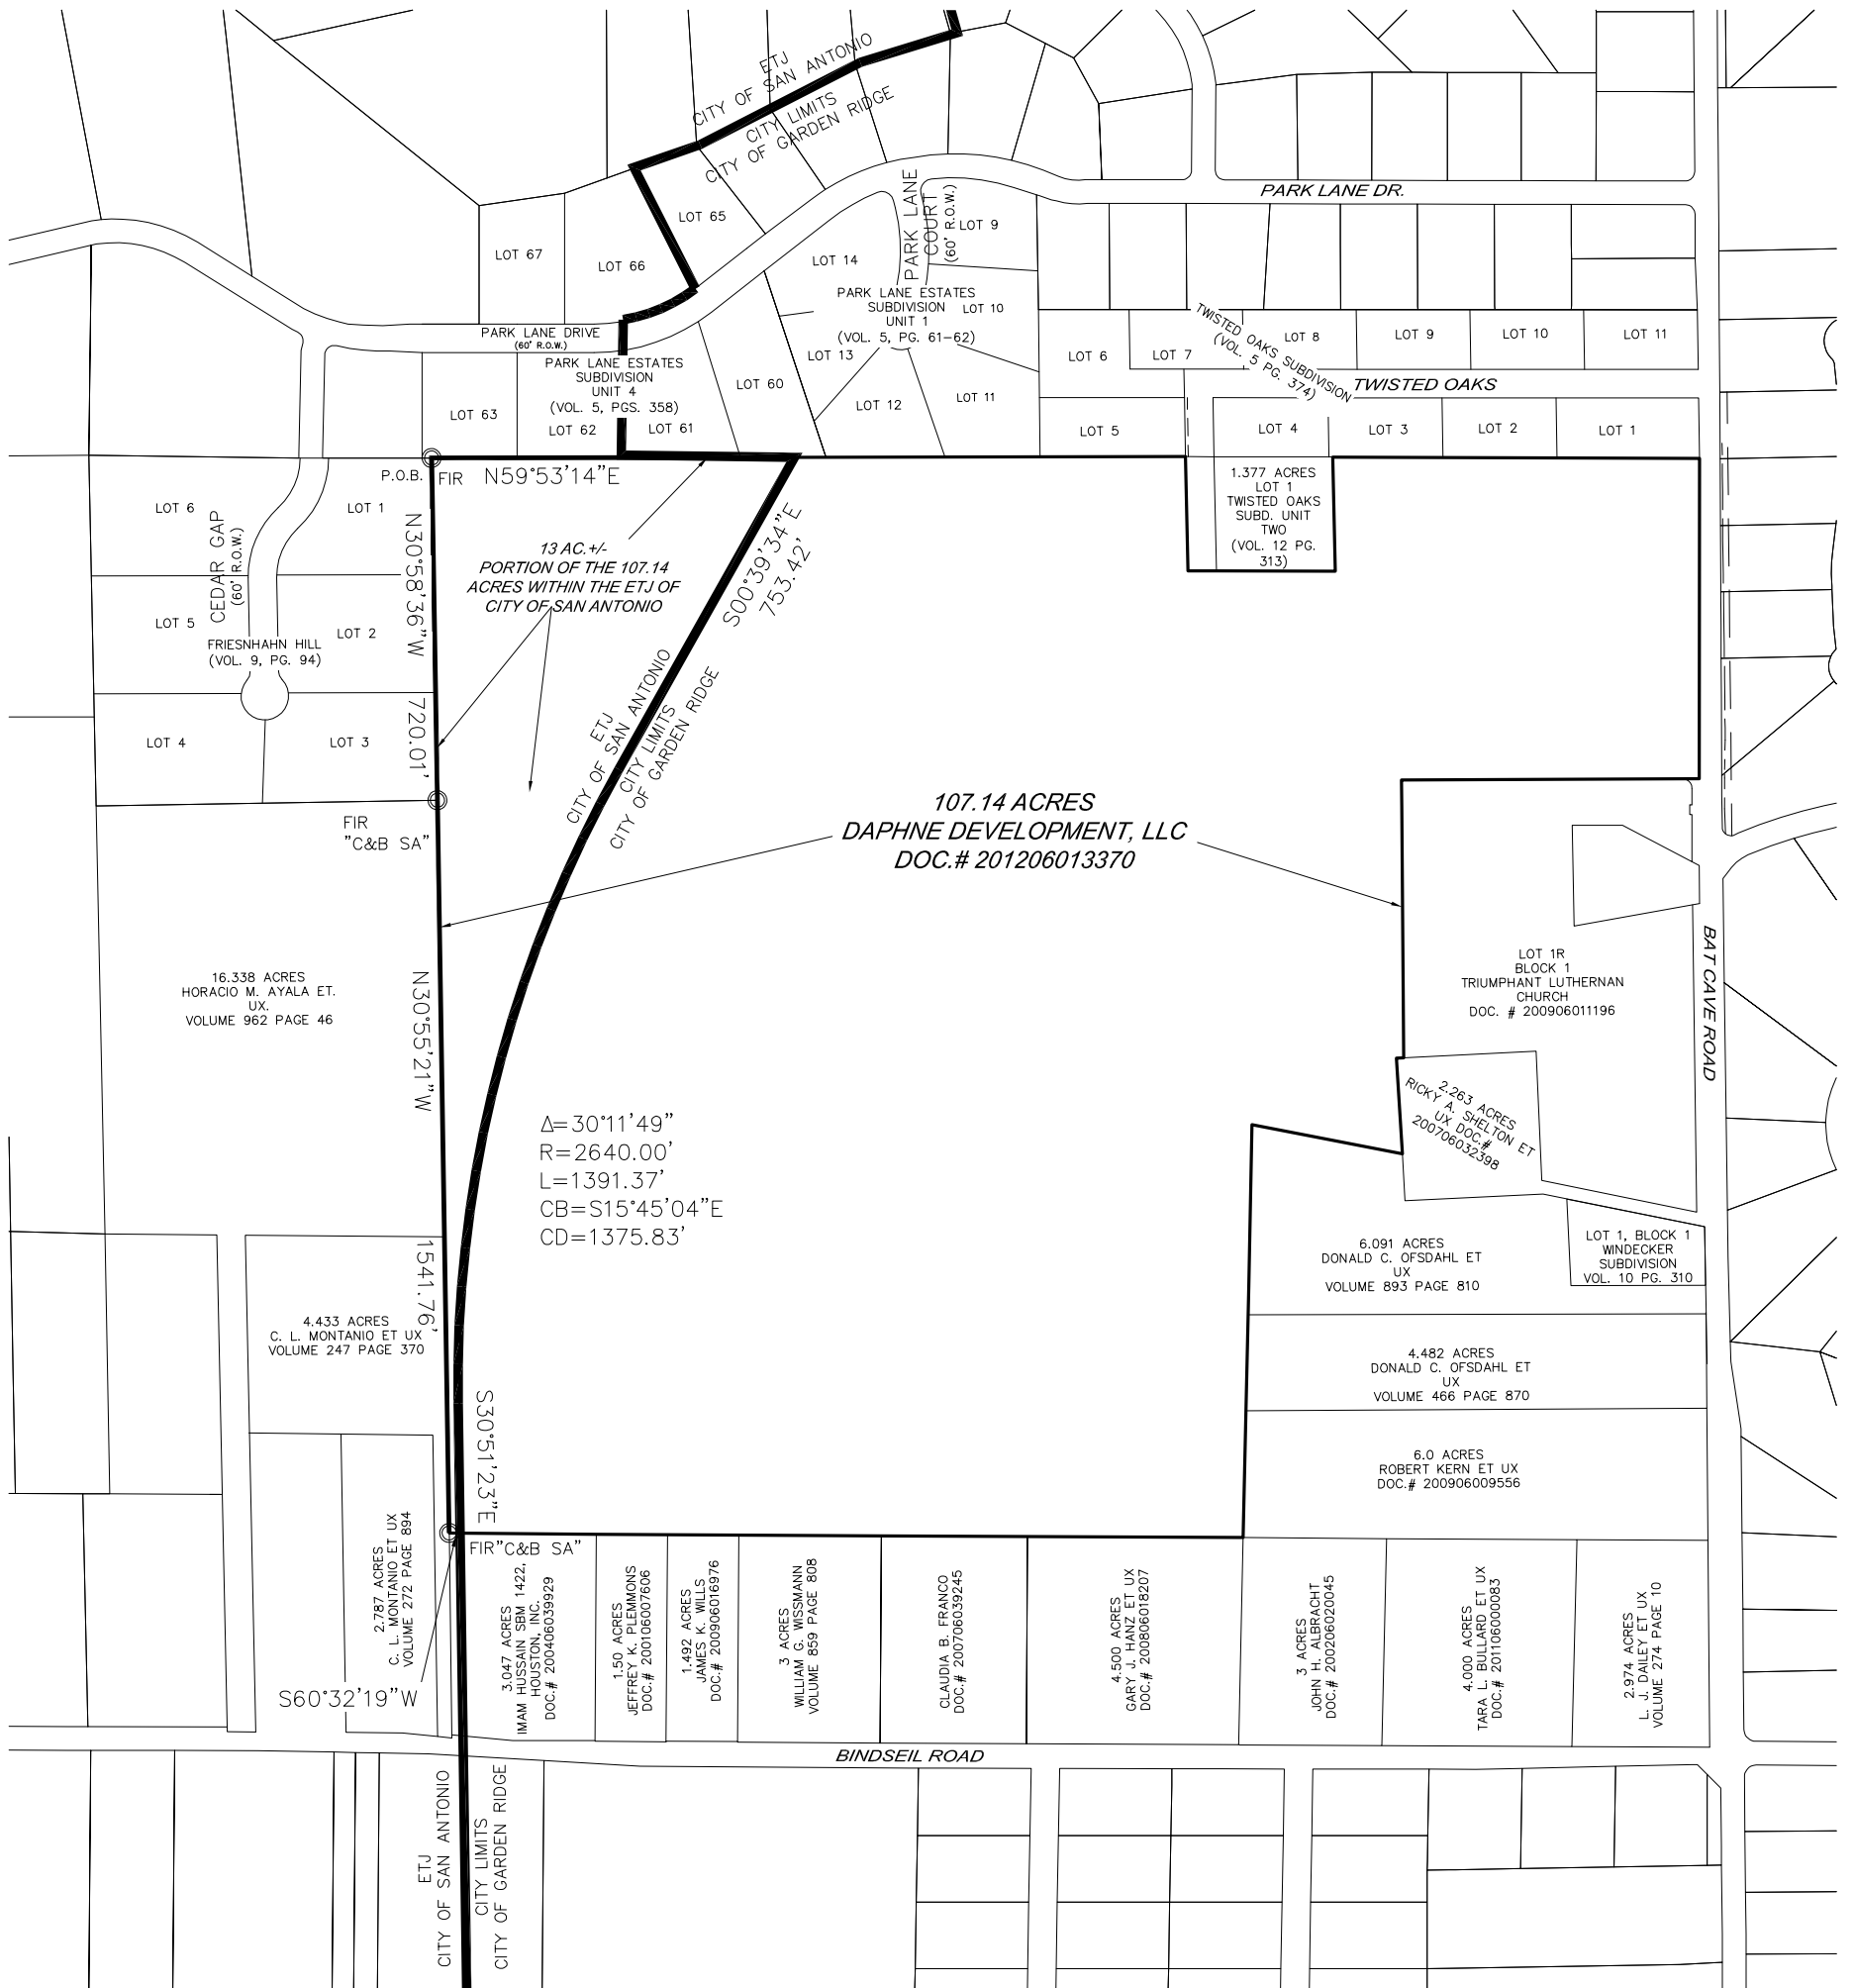 ETJ
CITY OF SAN ANTONIO
CITY LIMITS
CITY OF GARDEN RIDGE
PARK LANE DR.
LOT 65
PARK LANE
COURT
(60' R.O.W.)
LOT 9
LOT 67
LOT 66
LOT 14
PARK LANE ESTATES
SUBDIVISION
UNIT 1
(VOL. 5, PG. 61-62)
LOT 10
PARK LANE DRIVE
(60' R.O.W.)
TWISTED OAKS SUBDIVISION
(VOL. 5 PG. 374)
LOT 6
LOT 7
LOT 8
LOT 9
LOT 10
LOT 11
PARK LANE ESTATES
SUBDIVISION
UNIT 4
(VOL. 5, PGS. 358)
LOT 13
LOT 60
TWISTED OAKS
LOT 63
LOT 62
LOT 61
LOT 12
LOT 11
LOT 5
LOT 4
LOT 3
LOT 2
LOT 1
P.O.B.
FIR
N59°53'14"E
1.377 ACRES
LOT 1
TWISTED OAKS
SUBD. UNIT
TWO
(VOL. 12 PG.
313)
LOT 6
LOT 1
CEDAR GAP
(60' R.O.W.)
N30°58'36"W
720.01'
13 AC.+/-
PORTION OF THE 107.14
ACRES WITHIN THE ETJ OF
CITY OF SAN ANTONIO
S00°39'34"E
753.42'
LOT 5
LOT 2
FRIESNHAHN HILL
(VOL. 9, PG. 94)
LOT 4
LOT 3
ETJ
CITY OF SAN ANTONIO
CITY LIMITS
CITY OF GARDEN RIDGE
FIR
"C&B SA"
107.14 ACRES
DAPHNE DEVELOPMENT, LLC
DOC.# 201206013370
16.338 ACRES
HORACIO M. AYALA ET.
UX.
VOLUME 962 PAGE 46
N30°55'21"W
1541.76'
LOT 1R
BLOCK 1
TRIUMPHANT LUTHERNAN
CHURCH
DOC. # 200906011196
BAT CAVE ROAD
2.263 ACRES
RICKY A. SHELTON ET
UX DOC.#
200706032398
Δ=30°11'49"
R=2640.00'
L=1391.37'
CB=S15°45'04"E
CD=1375.83'
6.091 ACRES
DONALD C. OFSDAHL ET
UX
VOLUME 893 PAGE 810
LOT 1, BLOCK 1
WINDECKER
SUBDIVISION
VOL. 10 PG. 310
4.433 ACRES
C. L. MONTANIO ET UX
VOLUME 247 PAGE 370
4.482 ACRES
DONALD C. OFSDAHL ET
UX
VOLUME 466 PAGE 870
S30°51'23"E
6.0 ACRES
ROBERT KERN ET UX
DOC.# 200906009556
FIR"C&B SA"
2.787 ACRES
C. L. MONTANIO ET UX
VOLUME 272 PAGE 894
3.047 ACRES
IMAM HUSSAIN SBM 1422,
HOUSTON, INC.
DOC.# 200406039929
1.50 ACRES
JEFFREY K. PLEMMONS
DOC.# 200106007606
1.492 ACRES
JAMES K. WILLS
DOC.# 200906016976
3 ACRES
WILLIAM G. WISSMANN
VOLUME 859 PAGE 808
CLAUDIA B. FRANCO
DOC.# 200706039245
4.500 ACRES
GARY J. HANZ ET UX
DOC.# 200806018207
3 ACRES
JOHN H. ALBRACHT
DOC.# 200206020045
4.000 ACRES
TARA L. BULLARD ET UX
DOC.# 201106000083
2.974 ACRES
L. J. DAILEY ET UX
VOLUME 274 PAGE 10
S60°32'19"W
BINDSEIL ROAD
ETJ
CITY OF SAN ANTONIO
CITY LIMITS
CITY OF GARDEN RIDGE